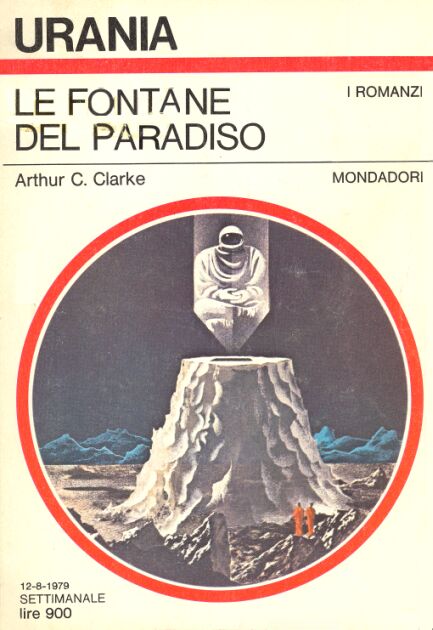 URANIA
LE FONTANE
DEL PARADISO
I ROMANZI
Arthur C. Clarke
MONDADORI
12-8-1979
SETTIMANALE
lire 900